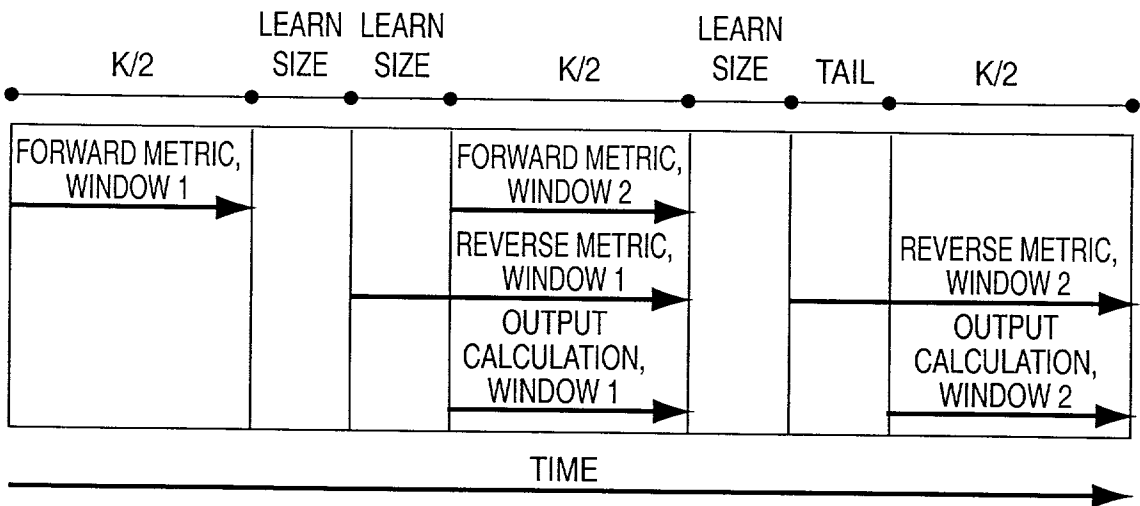 K/2
LEARN
SIZE
LEARN
SIZE
K/2
LEARN
SIZE
TAIL
K/2
FORWARD METRIC,
WINDOW 1
FORWARD METRIC,
WINDOW 2
REVERSE METRIC,
WINDOW 1
REVERSE METRIC,
WINDOW 2
OUTPUT
CALCULATION,
WINDOW 1
OUTPUT
CALCULATION,
WINDOW 2
TIME